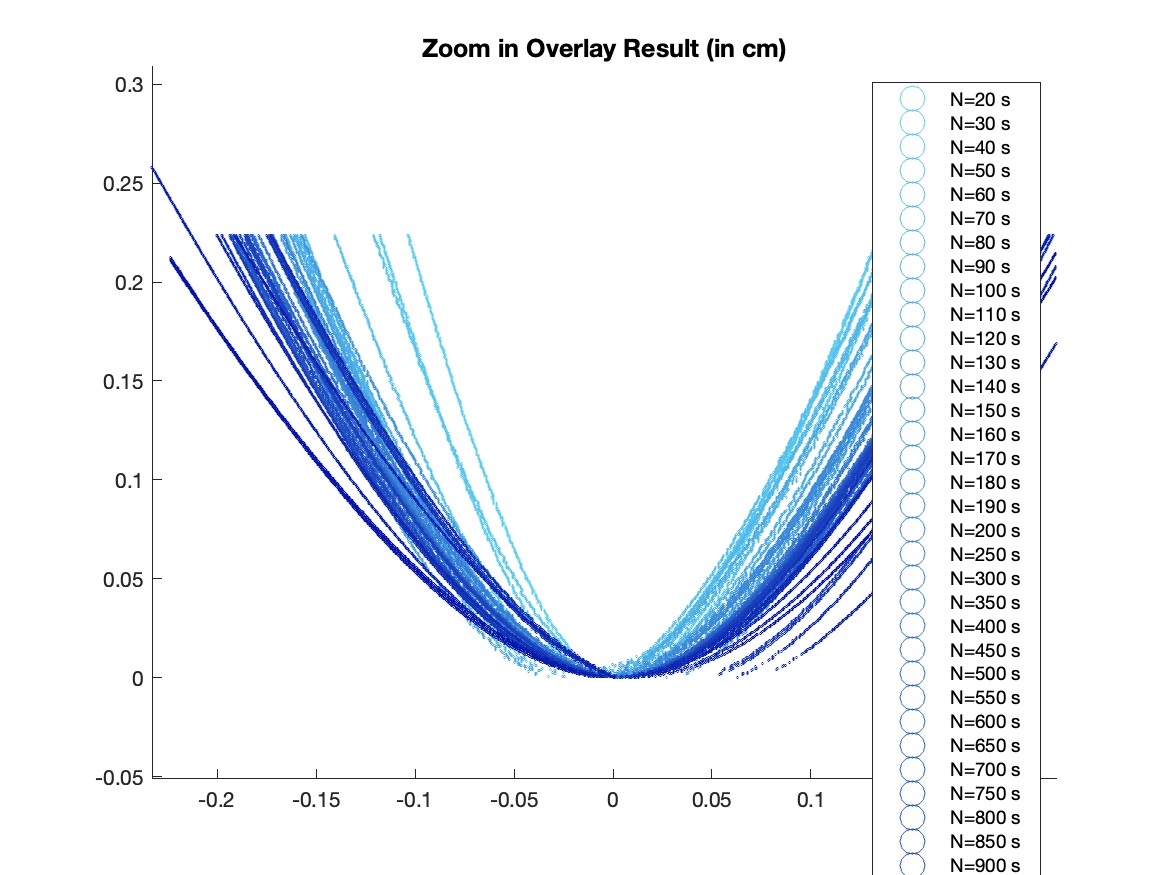 Zoom in Overlay Result (in cm)
0.3
0.25
0.2
0.15
0.1
0.05
0
-0.05
-0.2
-0.15
-0.1
-0.05
0
0.05
0.1
N=20 s
N=30 s
N=40 s
N=50 s
N=60 s
N=70 s
N=80 s
N=90 s
N=100 s
N=110 s
N=120 s
N=130 s
N=140 s
N=150 s
N=160 s
N=170 s
N=180 s
N=190 s
N=200 s
N=250 s
N=300 s
N=350 s
N=400 s
N=450 s
N=500 s
N=550 s
N=600 s
N=650 s
N=700 s
N=750 s
N=800 s
N=850 s
N=900 s